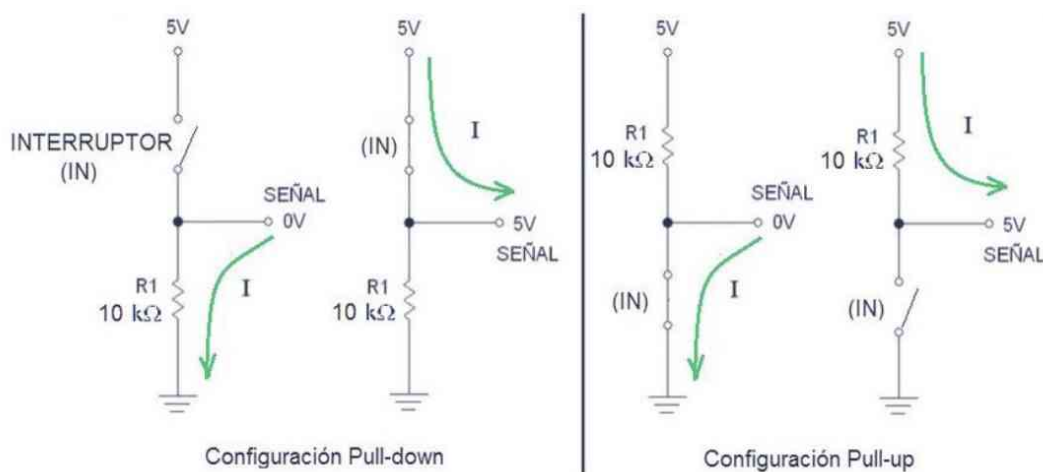 5V
INTERRUPTOR
(IN)
SEÑAL
0V
R1
10 kΩ
I
5V
(IN)
I
5V
SEÑAL
R1
10 kΩ
Configuración Pull-down
5V
R1
10 kΩ
SEÑAL
0V
(IN)
I
5V
R1
10 kΩ
I
5V
SEÑAL
(IN)
Configuración Pull-up